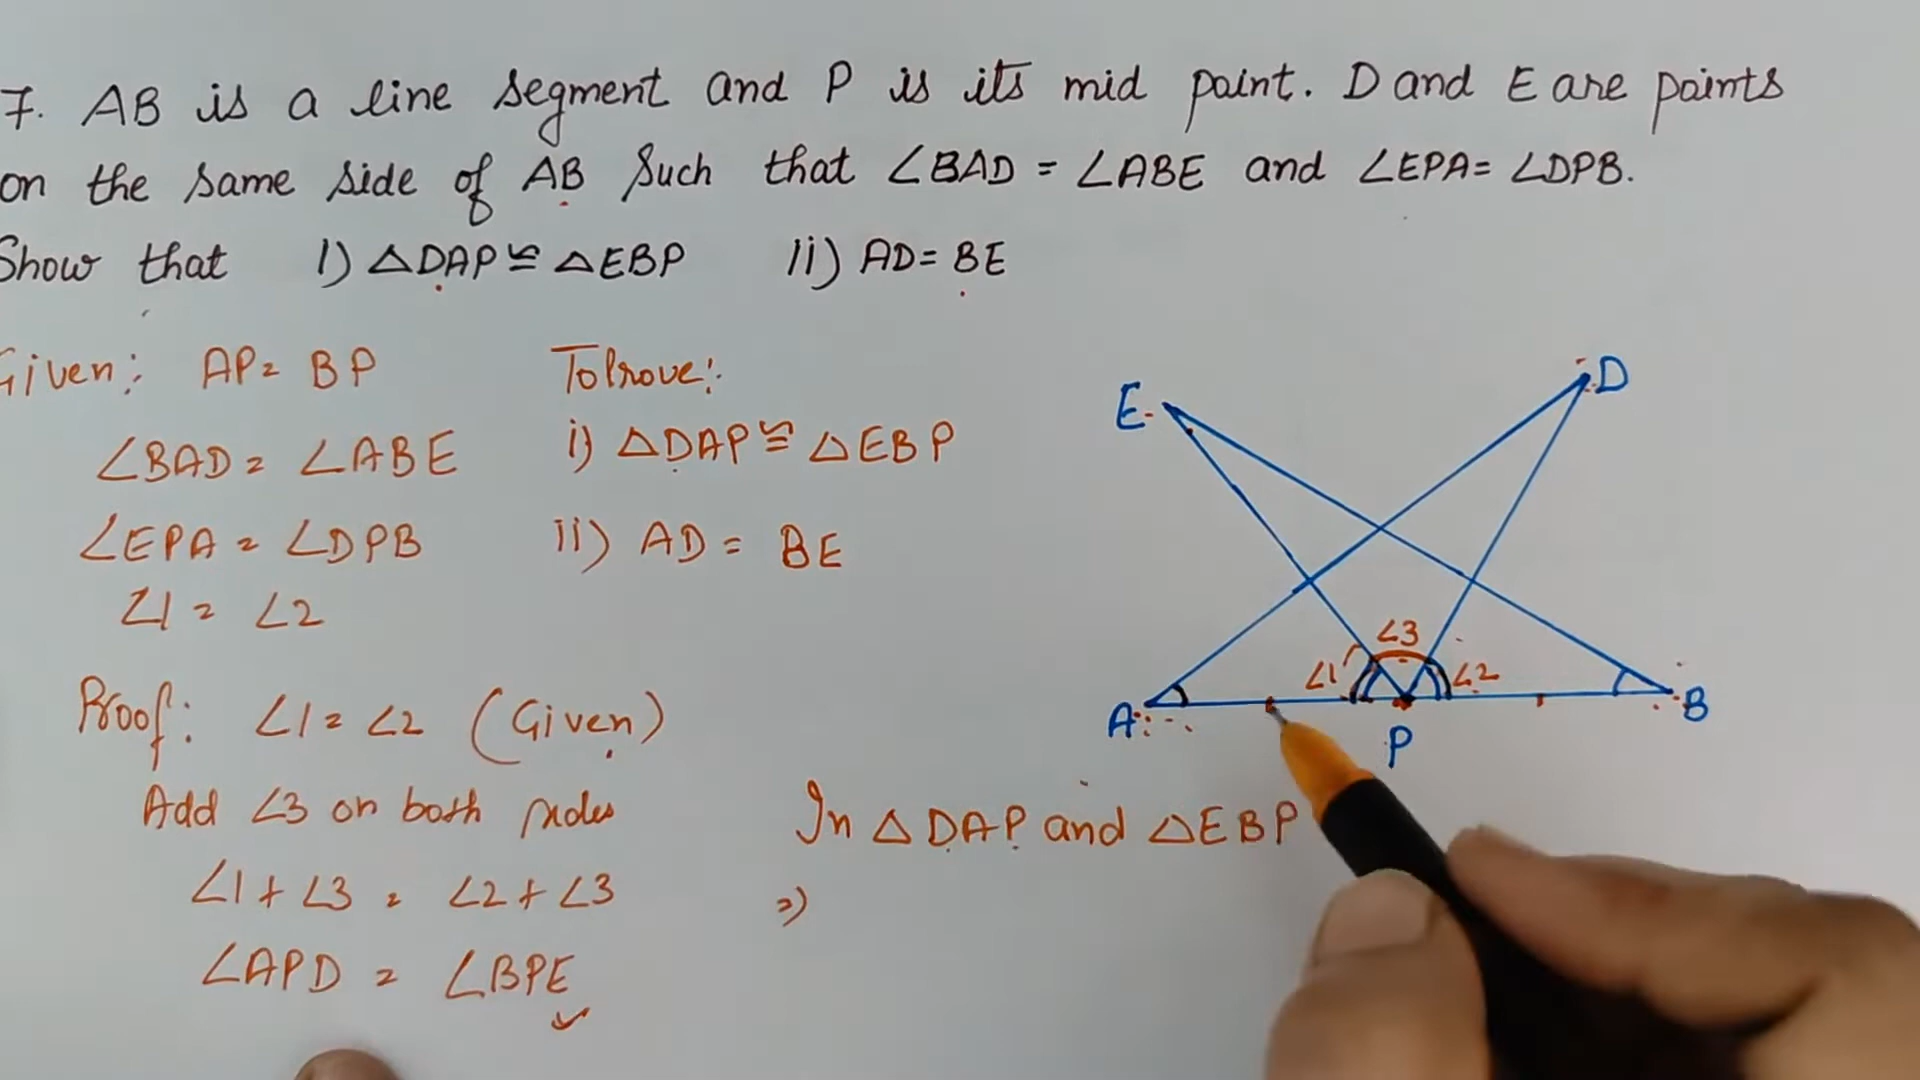 7. AB is a line segment and P is its mid point. D and E are points
on the same side of AB such that ∠BAD = ∠ABE and ∠EPA = ∠DPB.
Show that i) △DAP ≅ △EBP ii) AD = BE
Given: AP = BP
∠BAD = ∠ABE
∠EPA = ∠DPB
∠1 = ∠2
To Prove:
i) △DAP ≅ △EBP
ii) AD = BE
Proof: ∠1 = ∠2 (Given)
Add ∠3 on both sides
∠1 + ∠3 = ∠2 + ∠3
∠APD = ∠BPE
In △DAP and △EBP
⇒)
E
D
∠3
∠1
∠2
A
B
P